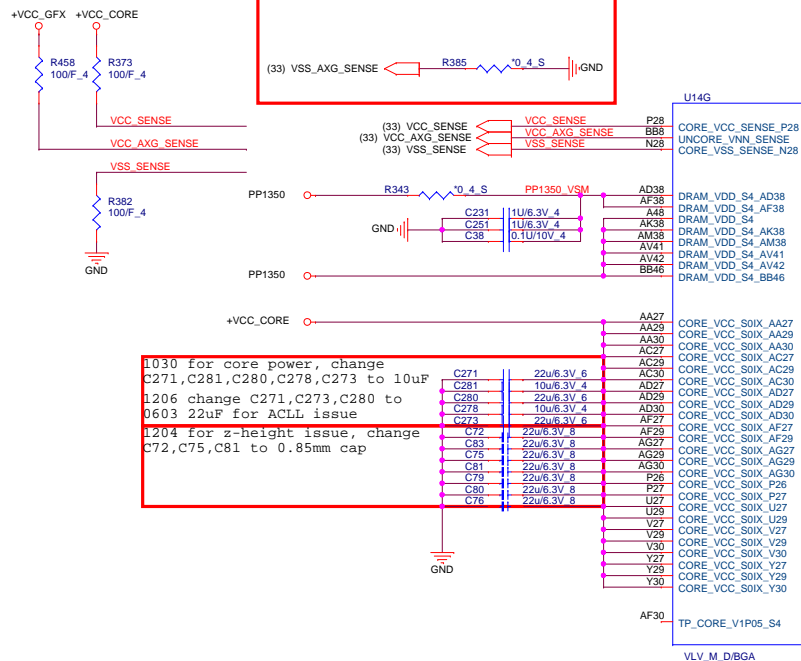 +VCC_GFX +VCC_CORE
R458
100/F_4
R373
100/F_4
VCC_SENSE
VCC_AXG_SENSE
VSS_SENSE
R382
100/F_4
GND
(33) VSS_AXG_SENSE
R385
*0_4_S
GND
(33) VCC_SENSE
(33) VCC_AXG_SENSE
(33) VSS_SENSE
VCC_SENSE
VCC_AXG_SENSE
VSS_SENSE
PP1350
R343
*0_4_S
PP1350_VSM
GND
C231 1U/6.3V_4
C251 1U/6.3V_4
C38 0.1U/10V_4
PP1350
+VCC_CORE
1030 for core power, change
C271,C281,C280,C278,C273 to 10uF
1206 change C271,C273,C280 to
0603 22uF for ACLL issue
1204 for z-height issue, change
C72,C75,C81 to 0.85mm cap
C271 22u/6.3V_6
C281 10u/6.3V_4
C280 22u/6.3V_6
C278 10u/6.3V_4
C273 22u/6.3V_6
C72 22u/6.3V_8
C83 22u/6.3V_8
C75 22u/6.3V_8
C81 22u/6.3V_8
C79 22u/6.3V_8
C80 22u/6.3V_8
C76 22u/6.3V_8
GND
U14G
P28 CORE_VCC_SENSE_P28
BB8 UNCORE_VNN_SENSE
N28 CORE_VSS_SENSE_N28
AD38 DRAM_VDD_S4_AD38
AF38 DRAM_VDD_S4_AF38
A48 DRAM_VDD_S4
AK38 DRAM_VDD_S4_AK38
AM38 DRAM_VDD_S4_AM38
AV41 DRAM_VDD_S4_AV41
AV42 DRAM_VDD_S4_AV42
BB46 DRAM_VDD_S4_BB46
AA27 CORE_VCC_S0IX_AA27
AA29 CORE_VCC_S0IX_AA29
AA30 CORE_VCC_S0IX_AA30
AC27 CORE_VCC_S0IX_AC27
AC29 CORE_VCC_S0IX_AC29
AC30 CORE_VCC_S0IX_AC30
AD27 CORE_VCC_S0IX_AD27
AD29 CORE_VCC_S0IX_AD29
AD30 CORE_VCC_S0IX_AD30
AF27 CORE_VCC_S0IX_AF27
AF29 CORE_VCC_S0IX_AF29
AG27 CORE_VCC_S0IX_AG27
AG29 CORE_VCC_S0IX_AG29
AG30 CORE_VCC_S0IX_AG30
P26 CORE_VCC_S0IX_P26
P27 CORE_VCC_S0IX_P27
U27 CORE_VCC_S0IX_U27
U29 CORE_VCC_S0IX_U29
V27 CORE_VCC_S0IX_V27
V29 CORE_VCC_S0IX_V29
V30 CORE_VCC_S0IX_V30
Y27 CORE_VCC_S0IX_Y27
Y29 CORE_VCC_S0IX_Y29
Y30 CORE_VCC_S0IX_Y30
AF30 TP_CORE_V1P05_S4
VLV_M_D/BGA